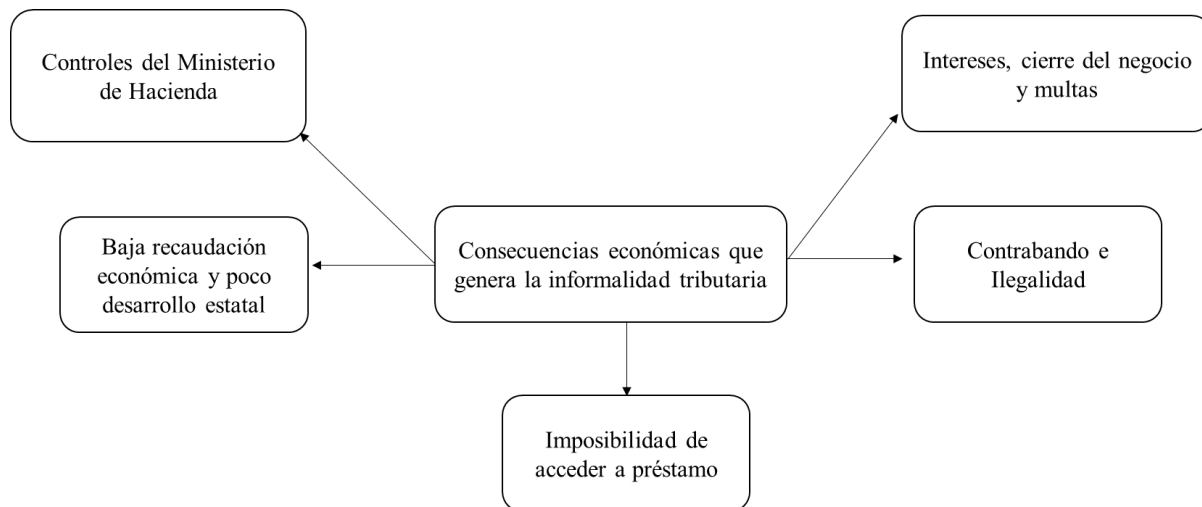 Controles del Ministerio
de Hacienda
Intereses, cierre del negocio
y multas
Baja recaudación
económica y poco
desarrollo estatal
Consecuencias económicas que
genera la informalidad tributaria
Contrabando e
Ilegalidad
Imposibilidad de
acceder a préstamo